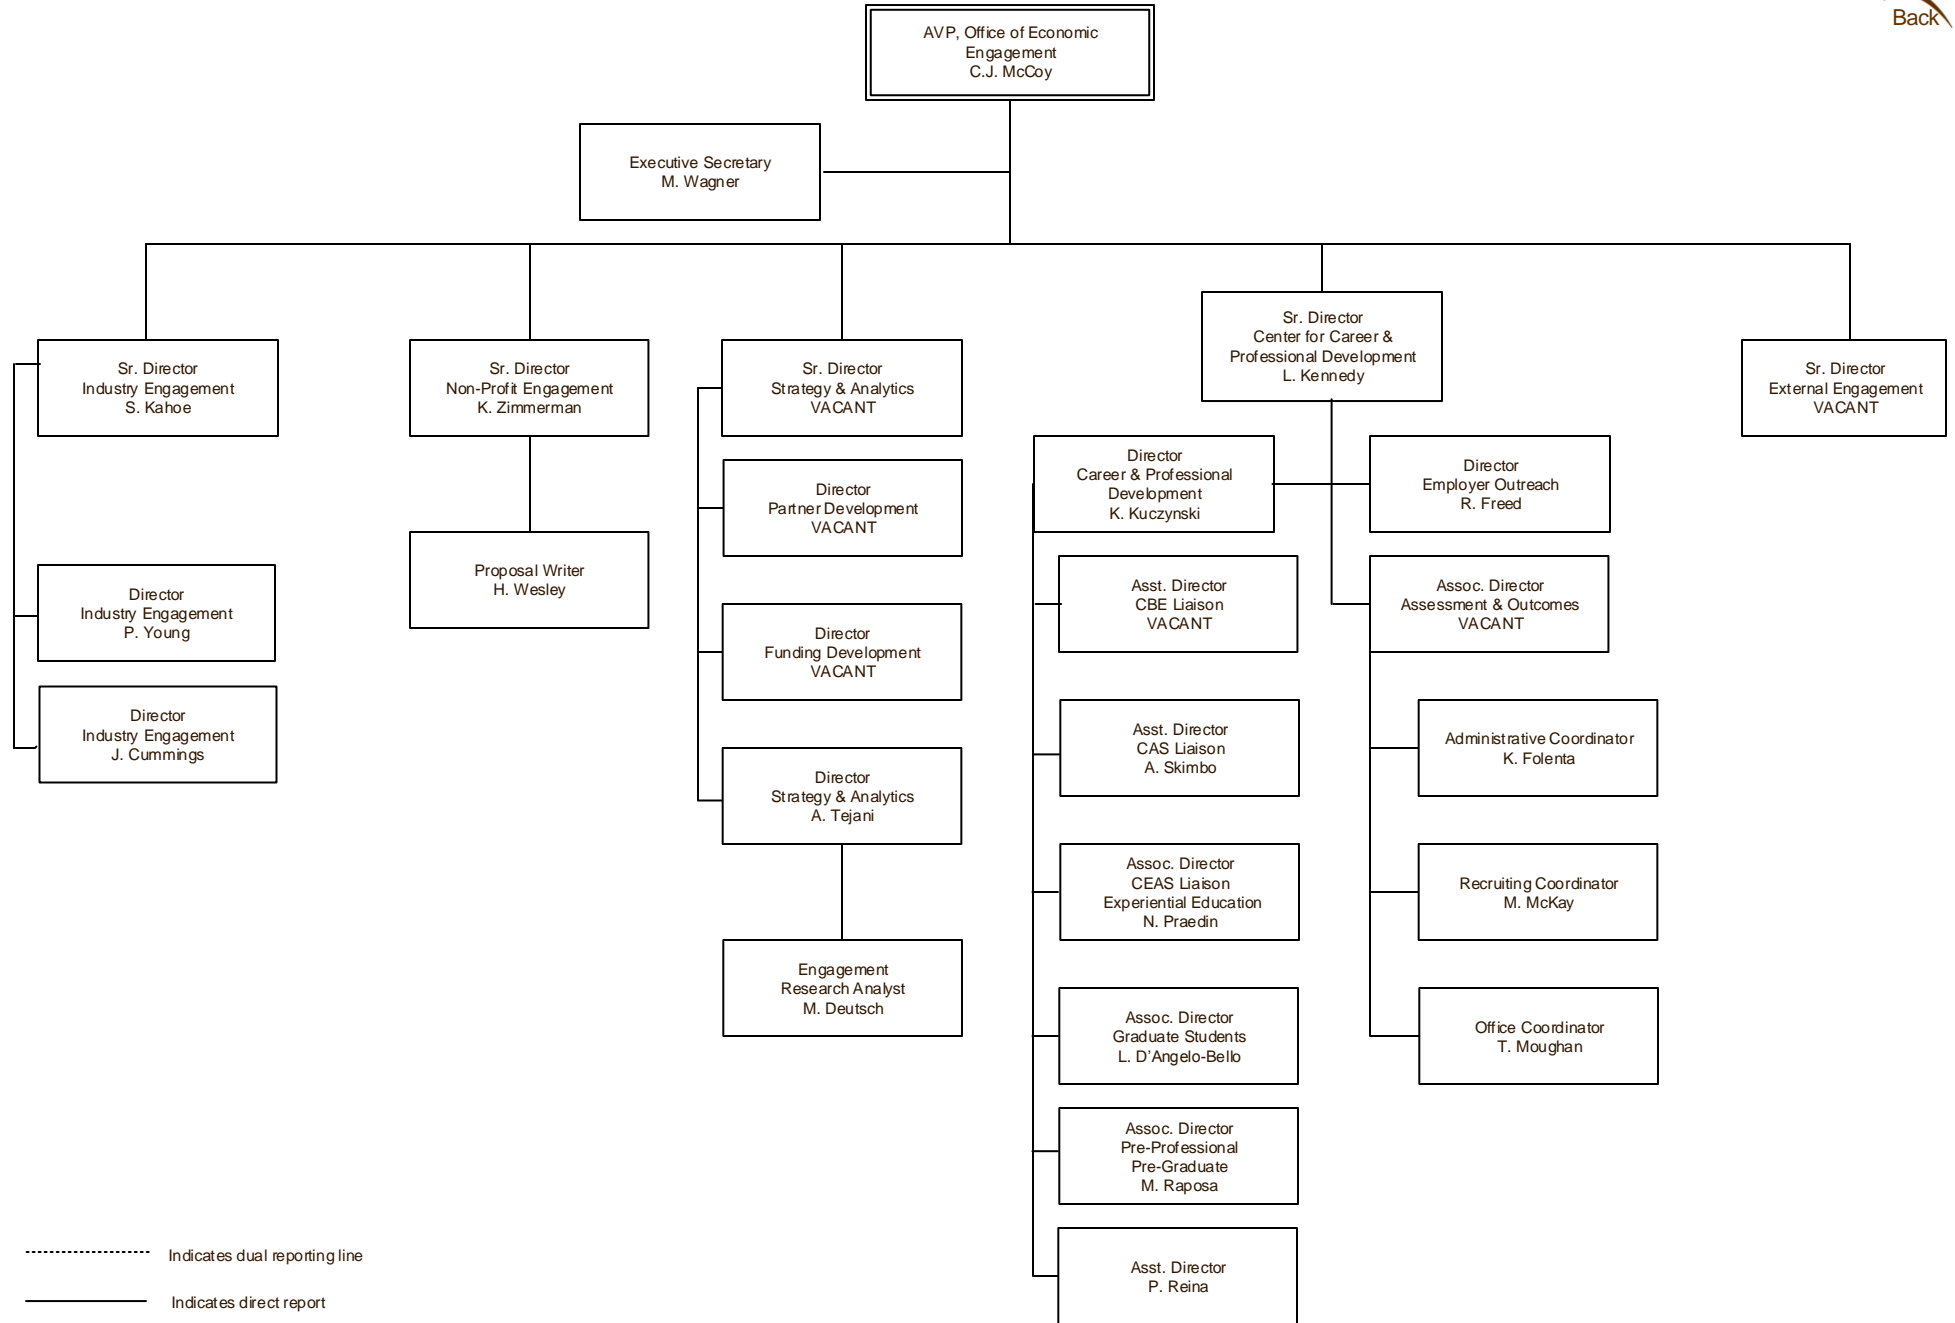 Back
AVP, Office of Economic
Engagement
C.J. McCoy
Executive Secretary
M. Wagner
Sr. Director
Industry Engagement
S. Kahoe
Director
Industry Engagement
P. Young
Director
Industry Engagement
J. Cummings
Sr. Director
Non-Profit Engagement
K. Zimmerman
Proposal Writer
H. Wesley
Sr. Director
Strategy & Analytics
VACANT
Director
Partner Development
VACANT
Director
Funding Development
VACANT
Director
Strategy & Analytics
A. Tejani
Engagement
Research Analyst
M. Deutsch
Sr. Director
Center for Career &
Professional Development
L. Kennedy
Director
Career & Professional
Development
K. Kuczynski
Asst. Director
CBE Liaison
VACANT
Asst. Director
CAS Liaison
A. Skimbo
Assoc. Director
CEAS Liaison
Experiential Education
N. Praedin
Assoc. Director
Graduate Students
L. D’Angelo-Bello
Assoc. Director
Pre-Professional
Pre-Graduate
M. Raposa
Asst. Director
P. Reina
Director
Employer Outreach
R. Freed
Assoc. Director
Assessment & Outcomes
VACANT
Administrative Coordinator
K. Folenta
Recruiting Coordinator
M. McKay
Office Coordinator
T. Moughan
Sr. Director
External Engagement
VACANT
Indicates dual reporting line
Indicates direct report